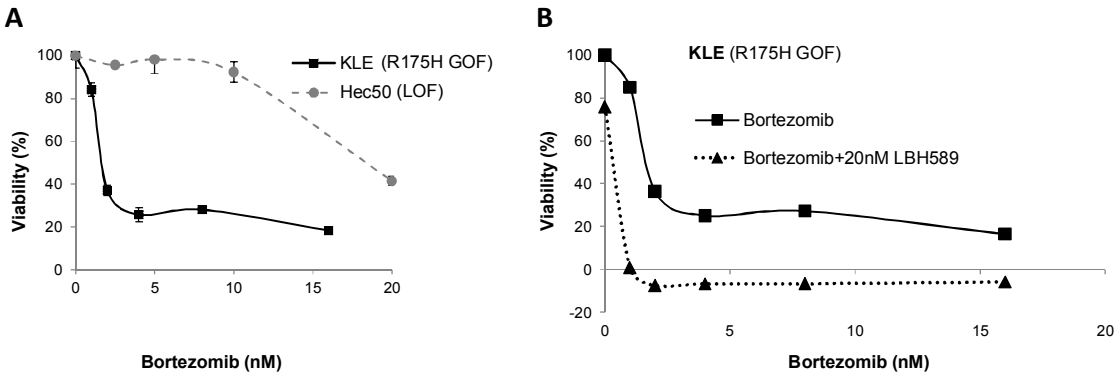 A
100
80
60
40
20
0
Viability (%)
0 5 10 15 20
Bortezomib (nM)
KLE (R175H GOF)
Hec50 (LOF)
B
100
80
60
40
20
0
-20
Viability (%)
KLE (R175H GOF)
Bortezomib
Bortezomib+20nM LBH589
0 5 10 15 20
Bortezomib (nM)